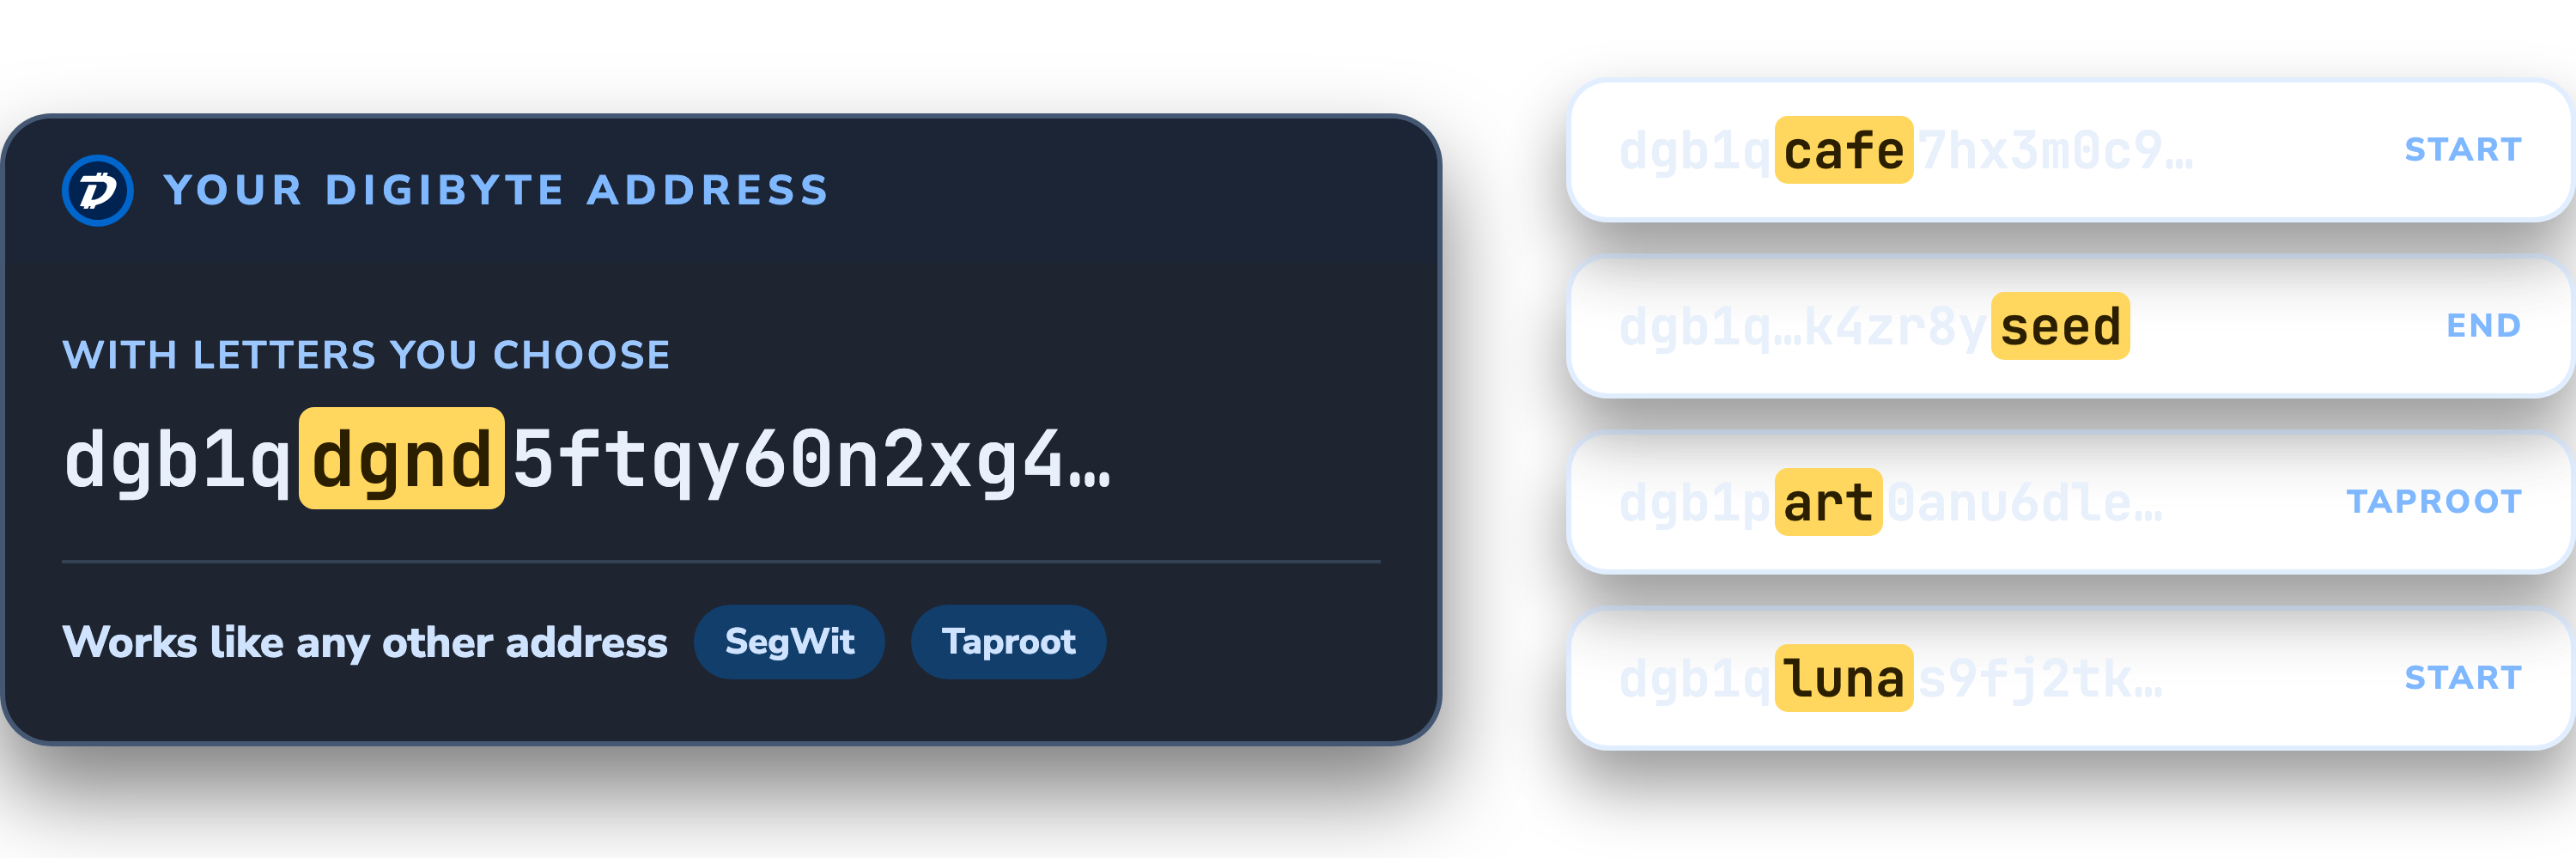 YOUR DIGIBYTE ADDRESS
WITH LETTERS YOU CHOOSE
dgb1qdgnd5ftqy60n2xg4…
Works like any other address SegWit Taproot
dgb1qcafe7hx3m0c9… START
dgb1q…k4zr8yseed END
dgb1part0anu6dle… TAPROOT
dgb1qlunas9fj2tk… START